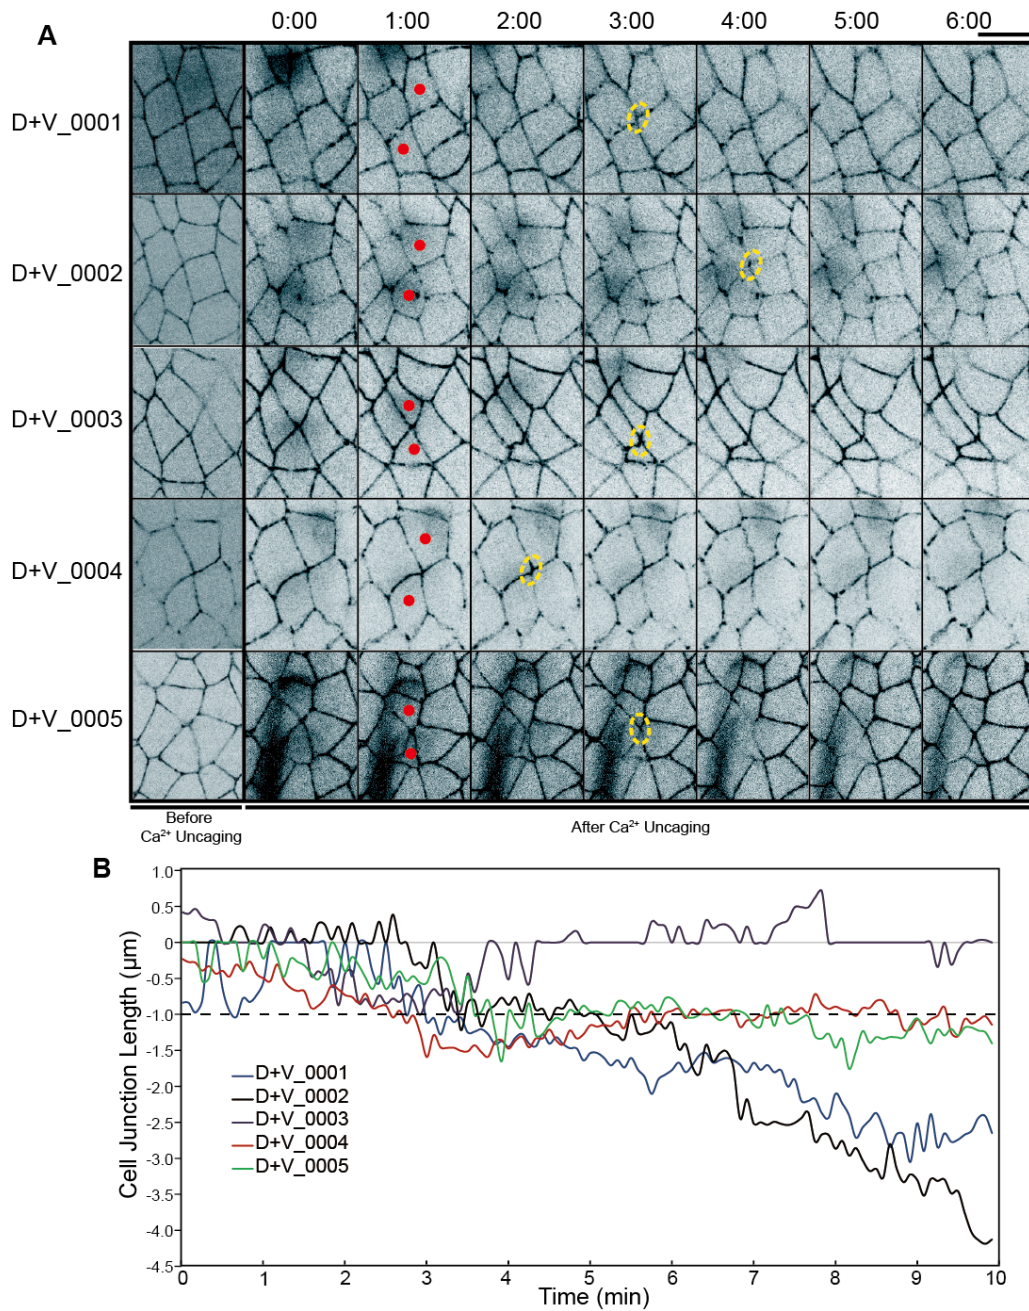 A
0:00 1:00 2:00 3:00 4:00 5:00 6:00
D+V_0001
D+V_0002
D+V_0003
D+V_0004
D+V_0005
Before
Ca²⁺ Uncaging
After Ca²⁺ Uncaging
B
Cell Junction Length (µm)
1.0
0.5
0
-0.5
-1.0
-1.5
-2.0
-2.5
-3.0
-3.5
-4.0
-4.5
D+V_0001
D+V_0002
D+V_0003
D+V_0004
D+V_0005
0 1 2 3 4 5 6 7 8 9 10
Time (min)